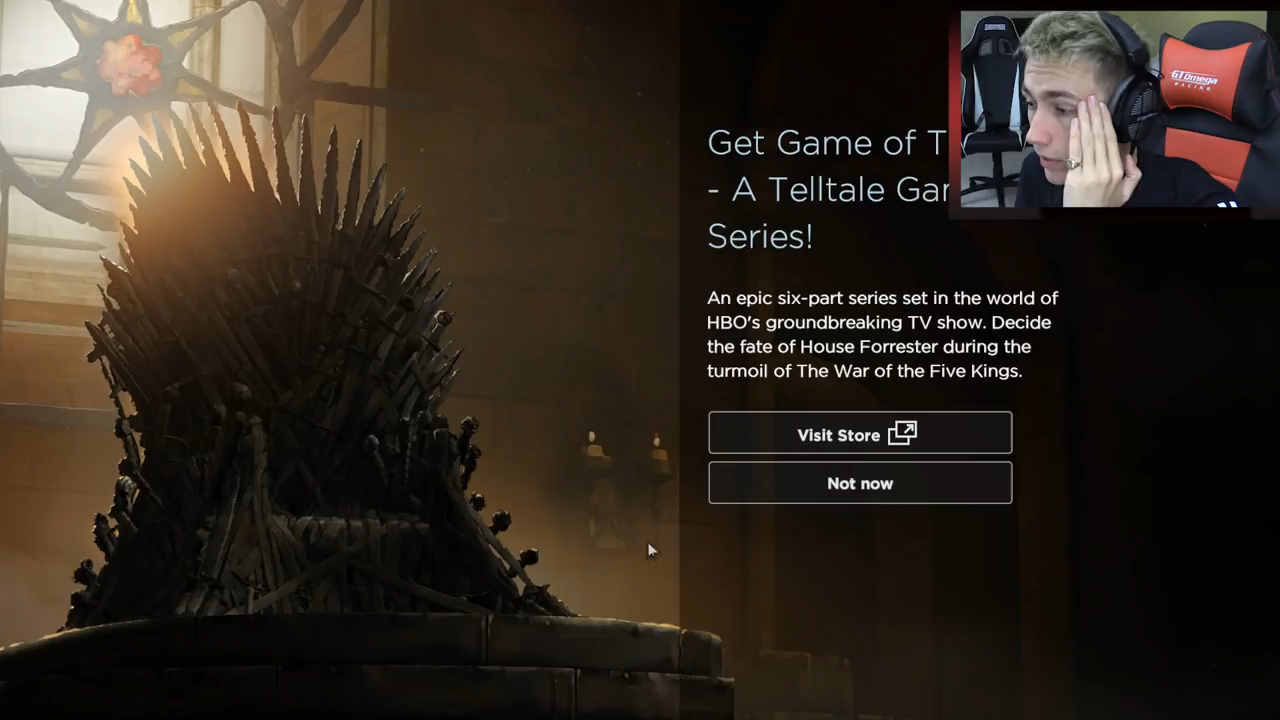 Get Game of T
- A Telltale Gar
Series!
An epic six-part series set in the world of
HBO's groundbreaking TV show. Decide
the fate of House Forrester during the
turmoil of The War of the Five Kings.
Visit Store
Not now
GT Omega
RACING